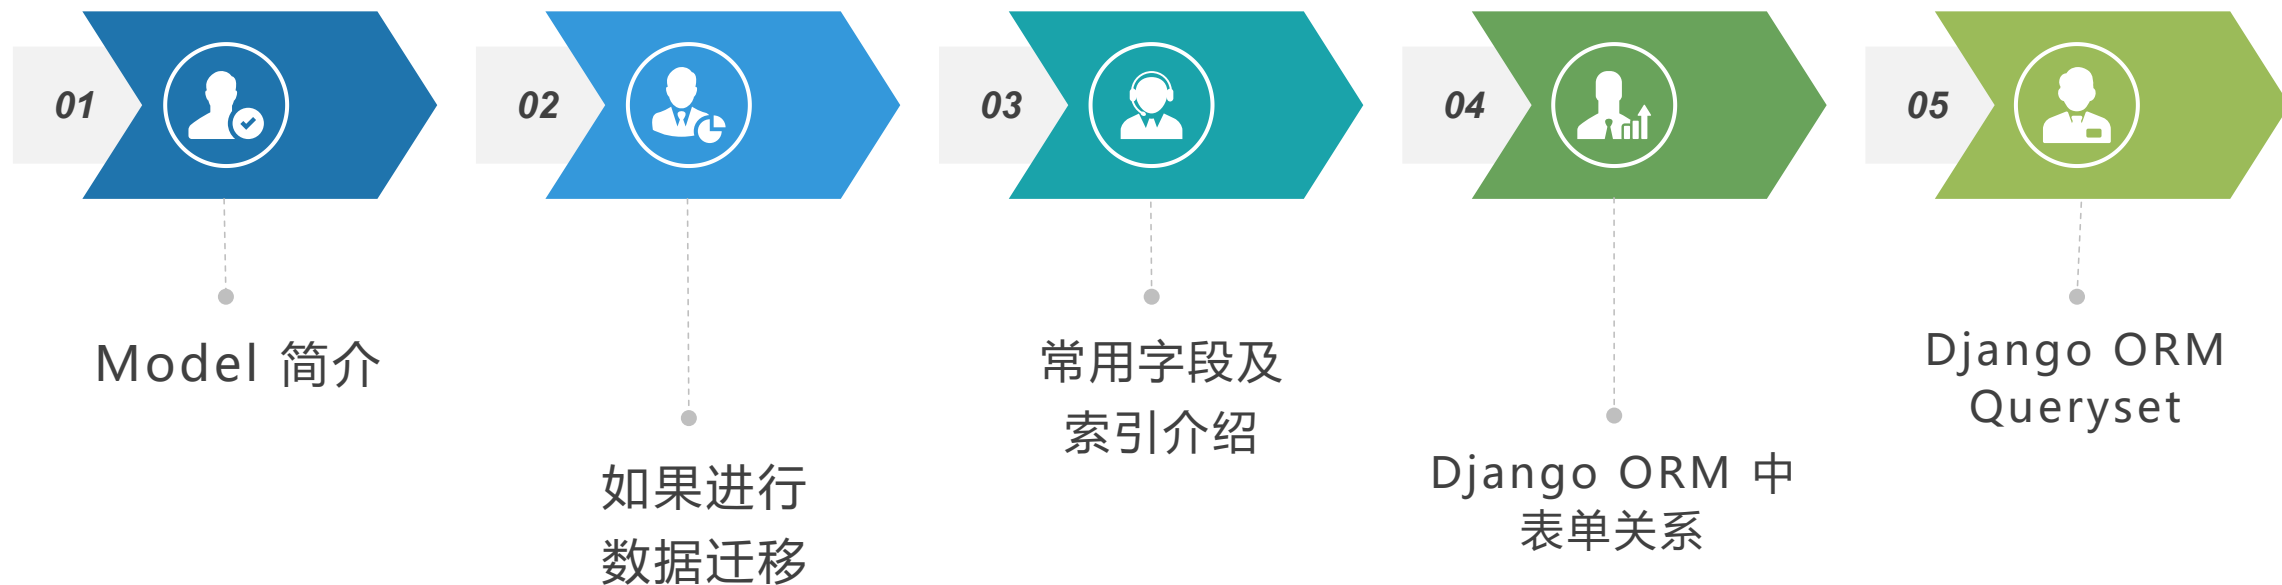 01
Model 简介
02
如果进行
数据迁移
03
常用字段及
索引介绍
04
Django ORM 中
表单关系
05
Django ORM
Queryset